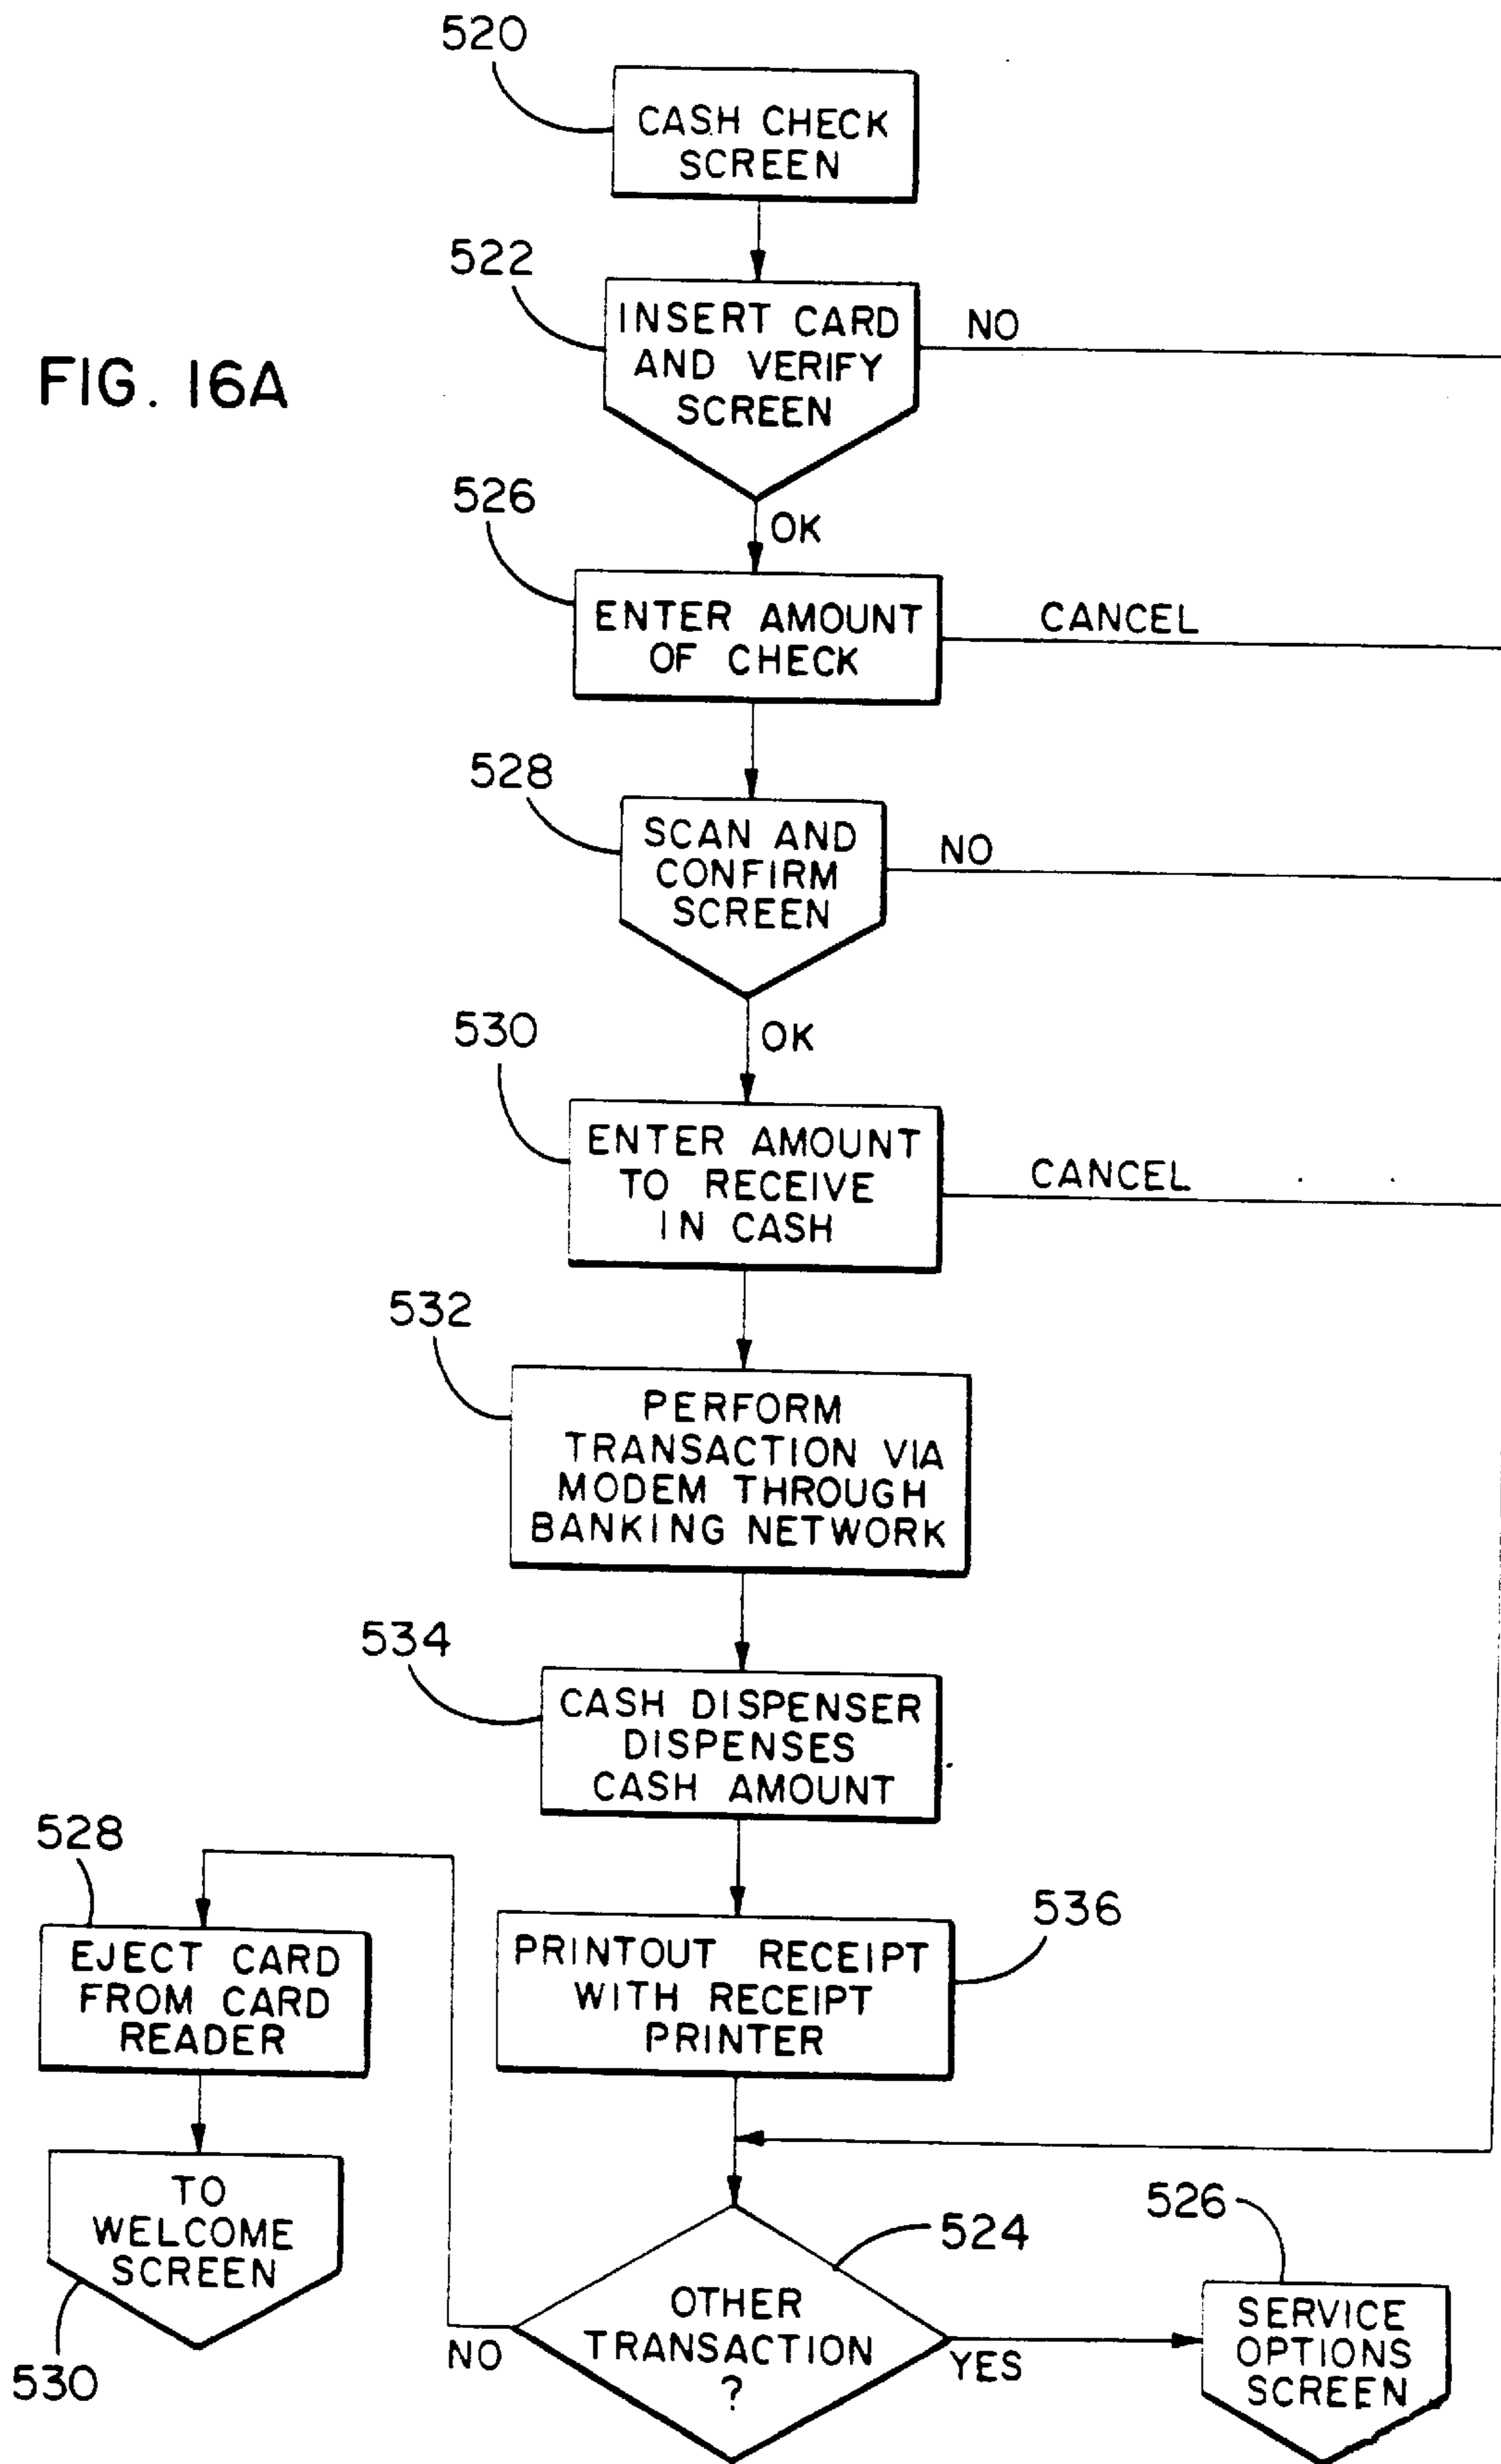 520
CASH CHECK
SCREEN
522
INSERT CARD
AND VERIFY
SCREEN
NO
FIG. 16A
OK
526
ENTER AMOUNT
OF CHECK
CANCEL
528
SCAN AND
CONFIRM
SCREEN
NO
OK
530
ENTER AMOUNT
TO RECEIVE
IN CASH
CANCEL
532
PERFORM
TRANSACTION VIA
MODEM THROUGH
BANKING NETWORK
534
CASH DISPENSER
DISPENSES
CASH AMOUNT
528
EJECT CARD
FROM CARD
READER
PRINTOUT RECEIPT
WITH RECEIPT
PRINTER
536
TO
WELCOME
SCREEN
530
524
OTHER
TRANSACTION
?
NO
YES
526
SERVICE
OPTIONS
SCREEN